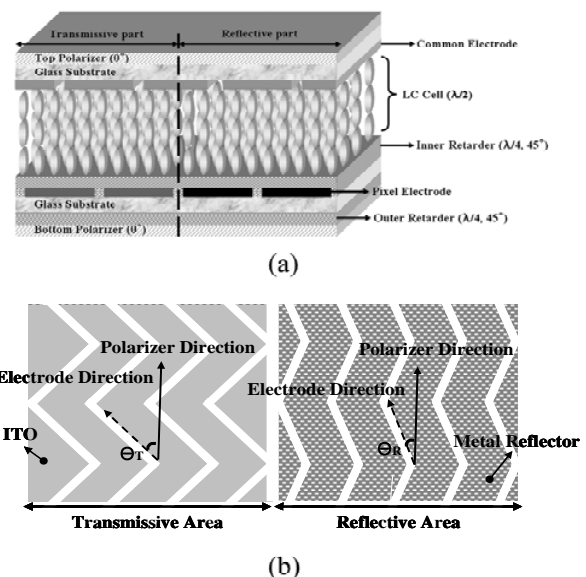 Transmissive part
Reflective part
Common Electrode
Top Polarizer (0°)
Glass Substrate
LC Cell (λ/2)
Inner Retarder (λ/4, 45°)
Pixel Electrode
Glass Substrate
Outer Retarder (λ/4, 45°)
Bottom Polarizer (0°)
(a)
Polarizer Direction
Electrode Direction
ITO
ΘT
Transmissive Area
Polarizer Direction
Electrode Direction
ΘR
Metal Reflector
Reflective Area
(b)